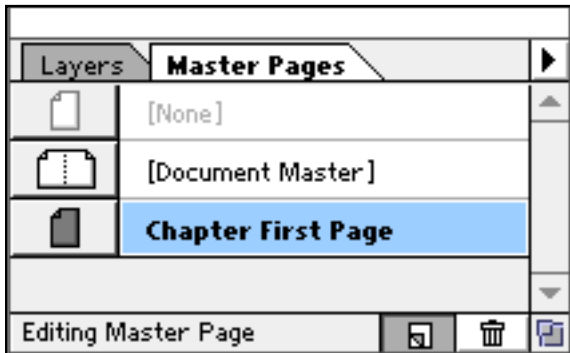 Layers Master Pages
[None]
[Document Master]
Chapter First Page
Editing Master Page